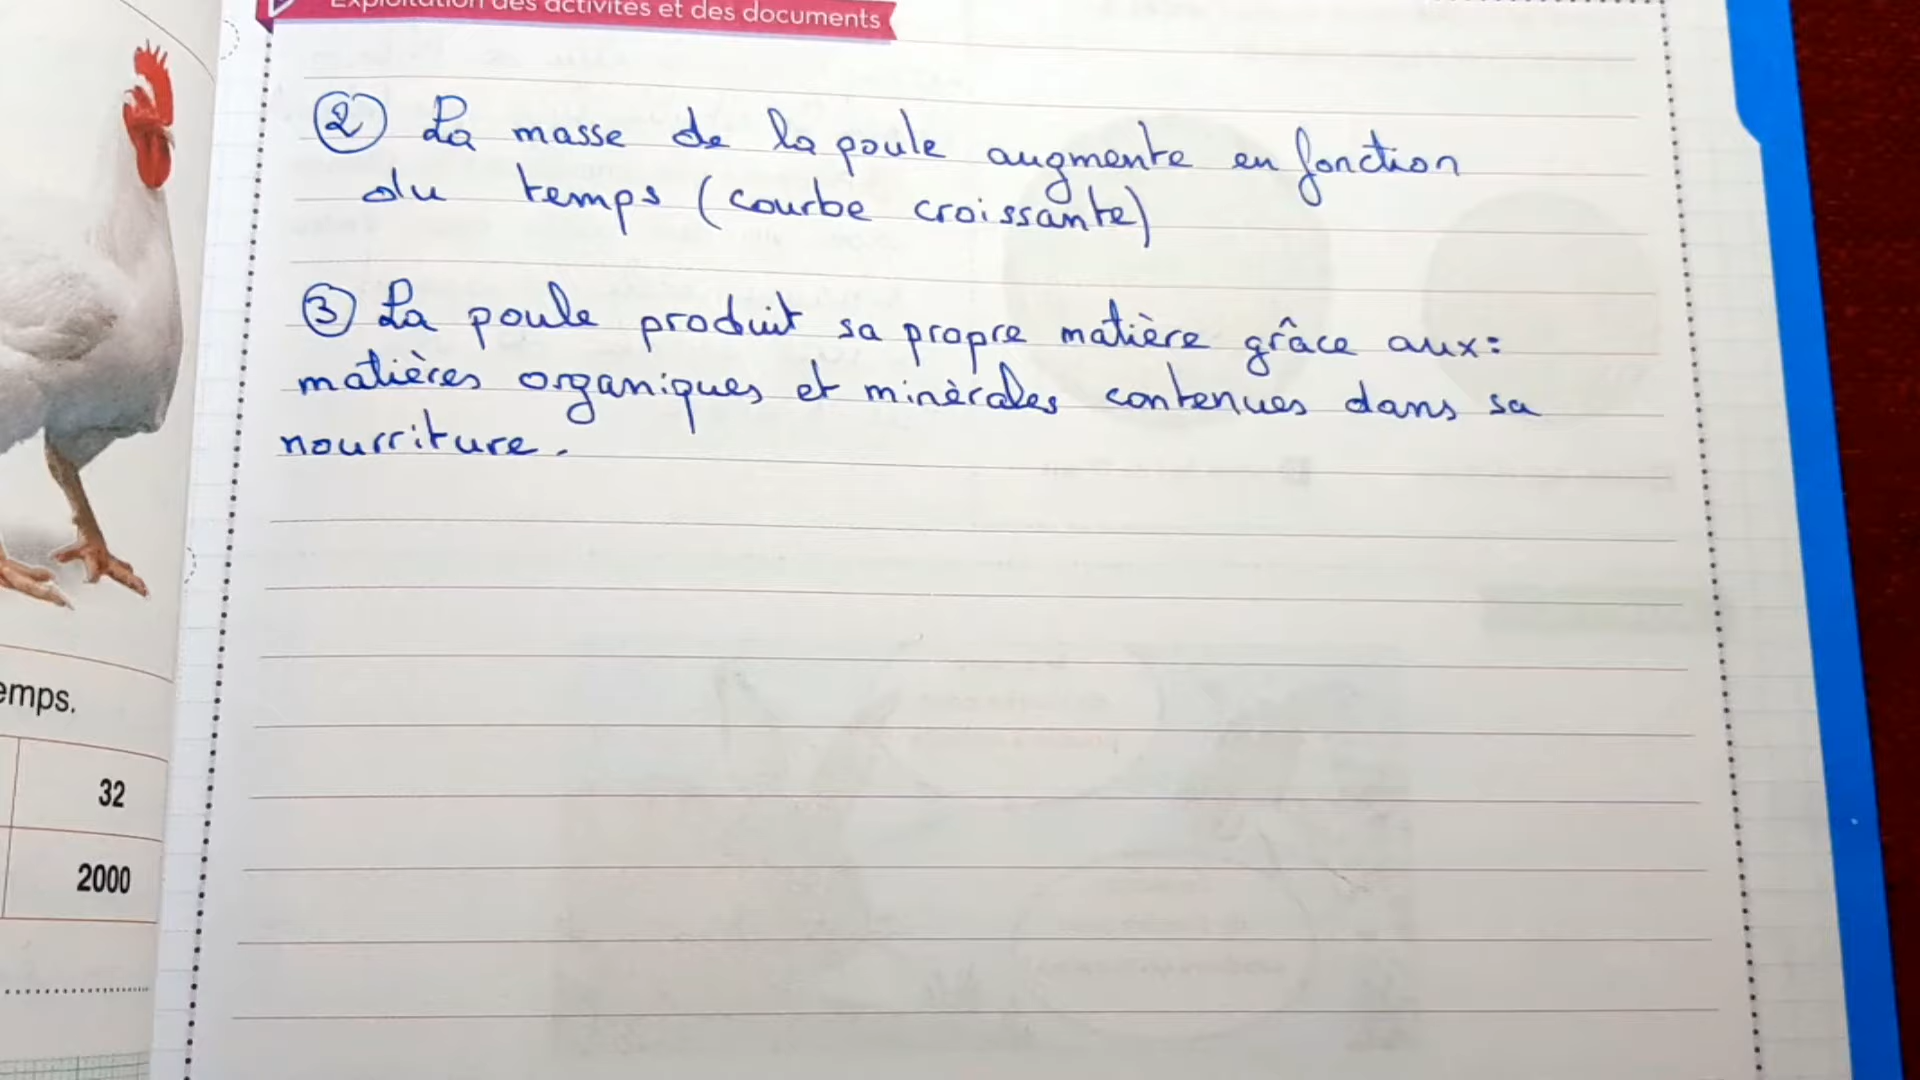 Exploitation des activités et des documents
② La masse de la poule augmente en fonction
du temps (courbe croissante)
③ La poule produit sa propre matière grâce aux:
matières organiques et minèrales contenues dans sa
nourriture.
emps.
32
2000